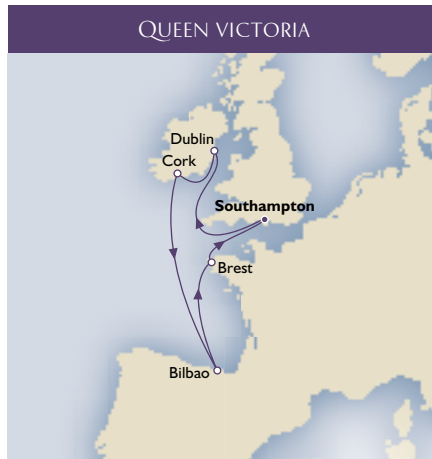 QUEEN VICTORIA
Dublin
Cork
Southampton
Brest
Bilbao